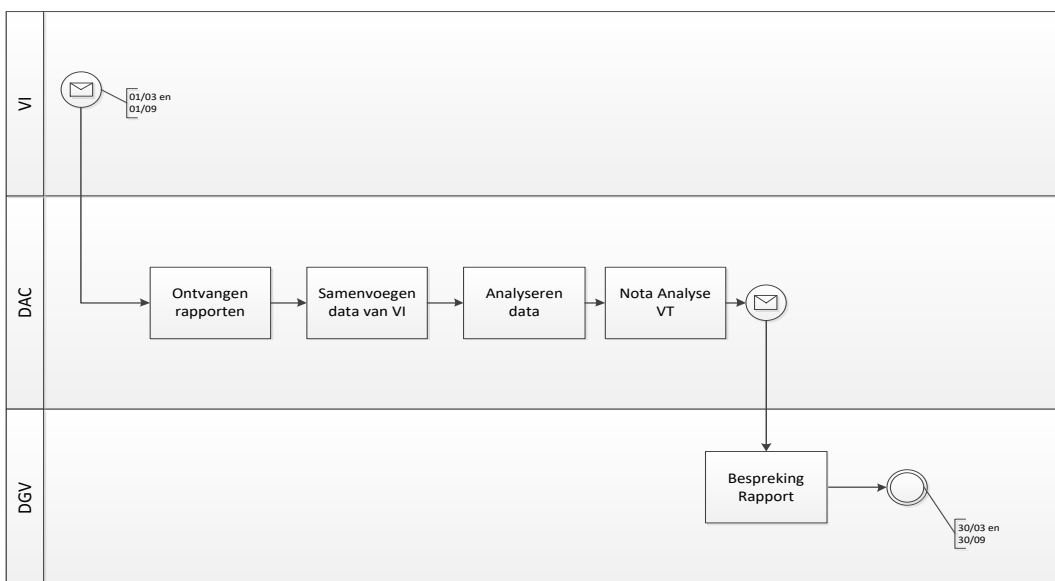 VI
01/03 en
01/09
DAC
Ontvangen
rapporten
Samenvoegen
data van VI
Analyseren
data
Nota Analyse
VT
DGV
Bespreking
Rapport
30/03 en
30/09